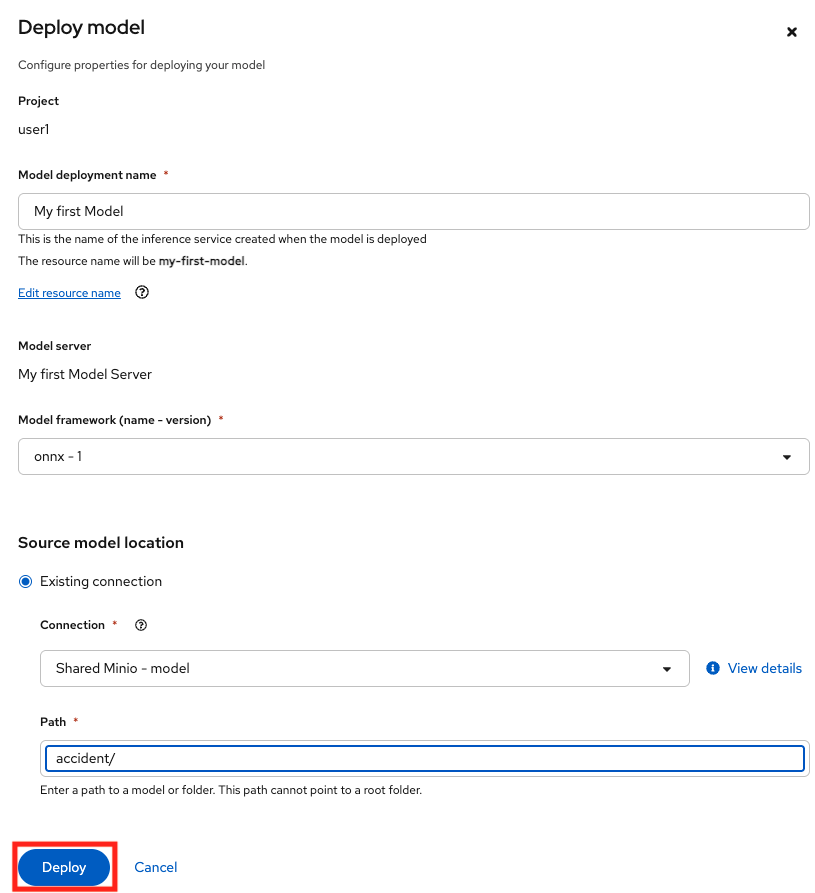 Deploy model
Configure properties for deploying your model
Project
user1
Model deployment name *
My first Model
This is the name of the inference service created when the model is deployed
The resource name will be my-first-model.
Edit resource name
Model server
My first Model Server
Model framework (name - version) *
onnx - 1
Source model location
Existing connection
Connection *
Shared Minio - model
View details
Path *
accident/
Enter a path to a model or folder. This path cannot point to a root folder.
Deploy Cancel